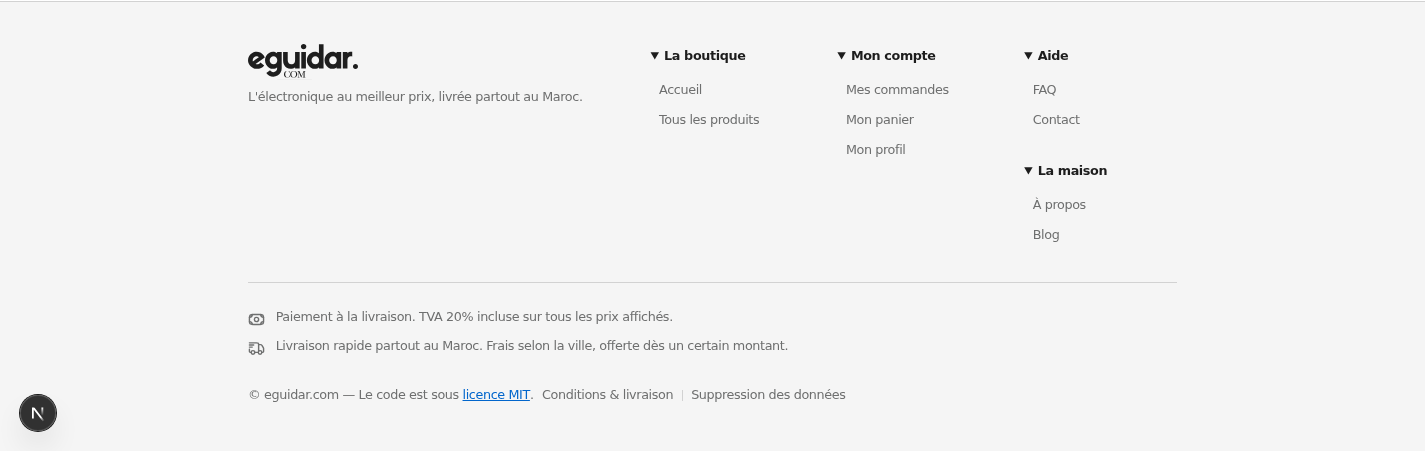 eguidar.
COM
L'électronique au meilleur prix, livrée partout au Maroc.
La boutique
Accueil
Tous les produits
Mon compte
Mes commandes
Mon panier
Mon profil
Aide
FAQ
Contact
La maison
À propos
Blog
Paiement à la livraison. TVA 20% incluse sur tous les prix affichés.
Livraison rapide partout au Maroc. Frais selon la ville, offerte dès un certain montant.
© eguidar.com — Le code est sous licence MIT. Conditions & livraison | Suppression des données
N